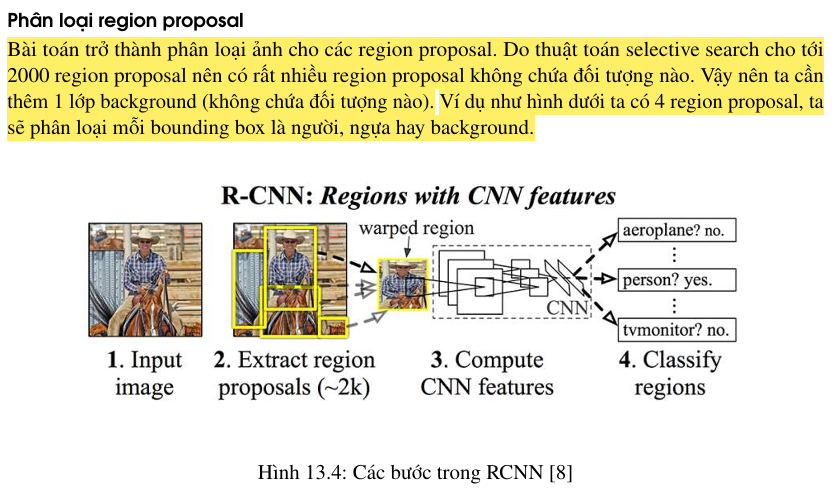 Phân loại region proposal
Bài toán trở thành phân loại ảnh cho các region proposal. Do thuật toán selective search cho tới
2000 region proposal nên có rất nhiều region proposal không chứa đối tượng nào. Vậy nên ta cần
thêm 1 lớp background (không chứa đối tượng nào). Ví dụ như hình dưới ta có 4 region proposal, ta
sẽ phân loại mỗi bounding box là người, ngựa hay background.
R-CNN: Regions with CNN features
warped region
aeroplane? no.
person? yes.
CNN
tvmonitor? no.
1. Input
image
2. Extract region
proposals (~2k)
3. Compute
CNN features
4. Classify
regions
Hình 13.4: Các bước trong RCNN [8]